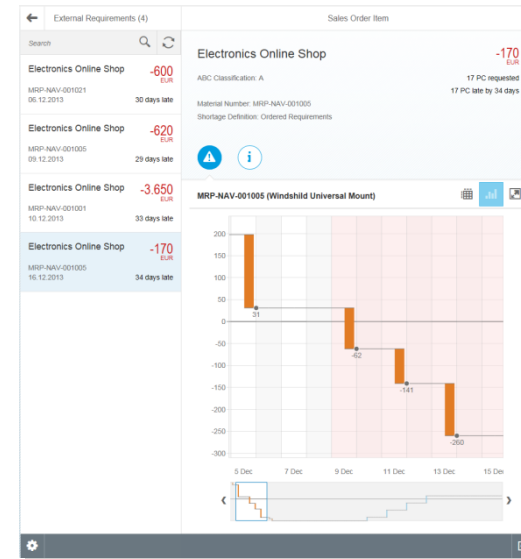 External Requirements (4)
Sales Order Item
Search
Electronics Online Shop
-600
EUR
MRP-NAV-001021
06.12.2013
30 days late
Electronics Online Shop
-620
EUR
MRP-NAV-001005
09.12.2013
29 days late
Electronics Online Shop
-3.650
EUR
MRP-NAV-001001
10.12.2013
33 days late
Electronics Online Shop
-170
EUR
MRP-NAV-001005
16.12.2013
34 days late
Electronics Online Shop
-170
EUR
ABC Classification: A
17 PC requested
17 PC late by 34 days
Material Number: MRP-NAV-001005
Shortage Definition: Ordered Requirements
MRP-NAV-001005 (Windshild Universal Mount)
200
150
100
50
0
-50
-100
-150
-200
-250
-300
31
-62
-141
-260
5 Dec
7 Dec
9 Dec
11 Dec
13 Dec
15 Dec